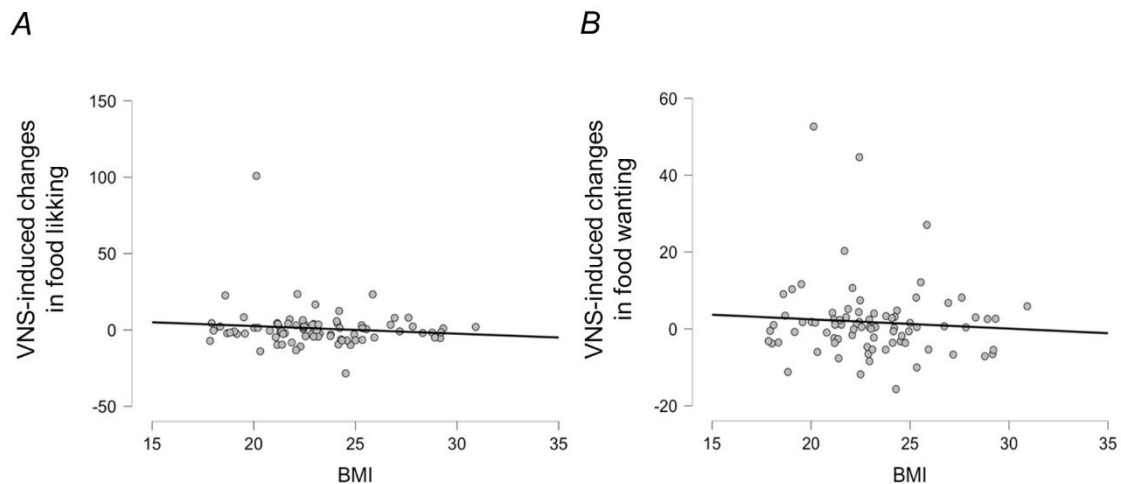 A
VNS-induced changes
in food likking
150
100
50
0
-50
15 20 25 30 35
BMI
B
VNS-induced changes
in food wanting
60
40
20
0
-20
15 20 25 30 35
BMI